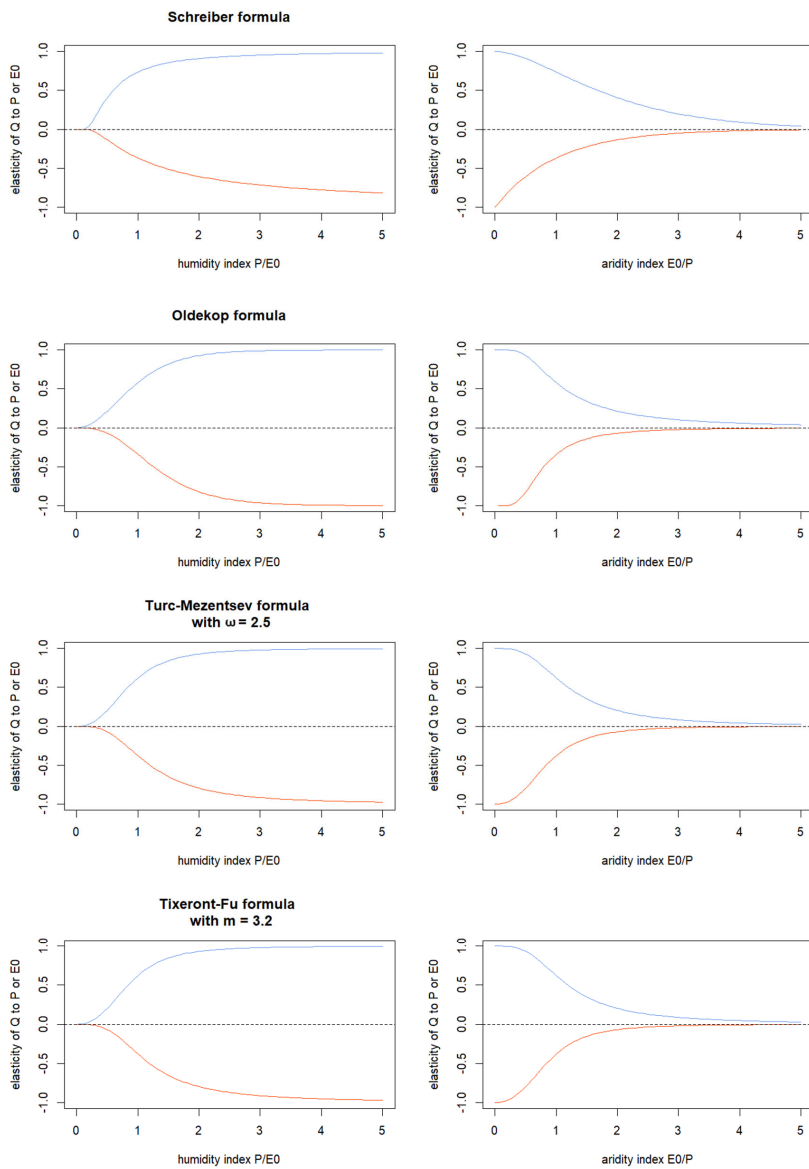 Schreiber formula
elasticity of Q to P or E0
1.0
0.5
0.0
-0.5
-1.0
0 1 2 3 4 5
humidity index P/E0
elasticity of Q to P or E0
1.0
0.5
0.0
-0.5
-1.0
0 1 2 3 4 5
aridity index E0/P
Oldekop formula
elasticity of Q to P or E0
1.0
0.5
0.0
-0.5
-1.0
0 1 2 3 4 5
humidity index P/E0
elasticity of Q to P or E0
1.0
0.5
0.0
-0.5
-1.0
0 1 2 3 4 5
aridity index E0/P
Turc-Mezentsev formula
with ω = 2.5
elasticity of Q to P or E0
1.0
0.5
0.0
-0.5
-1.0
0 1 2 3 4 5
humidity index P/E0
elasticity of Q to P or E0
1.0
0.5
0.0
-0.5
-1.0
0 1 2 3 4 5
aridity index E0/P
Tixeront-Fu formula
with m = 3.2
elasticity of Q to P or E0
1.0
0.5
0.0
-0.5
-1.0
0 1 2 3 4 5
humidity index P/E0
elasticity of Q to P or E0
1.0
0.5
0.0
-0.5
-1.0
0 1 2 3 4 5
aridity index E0/P